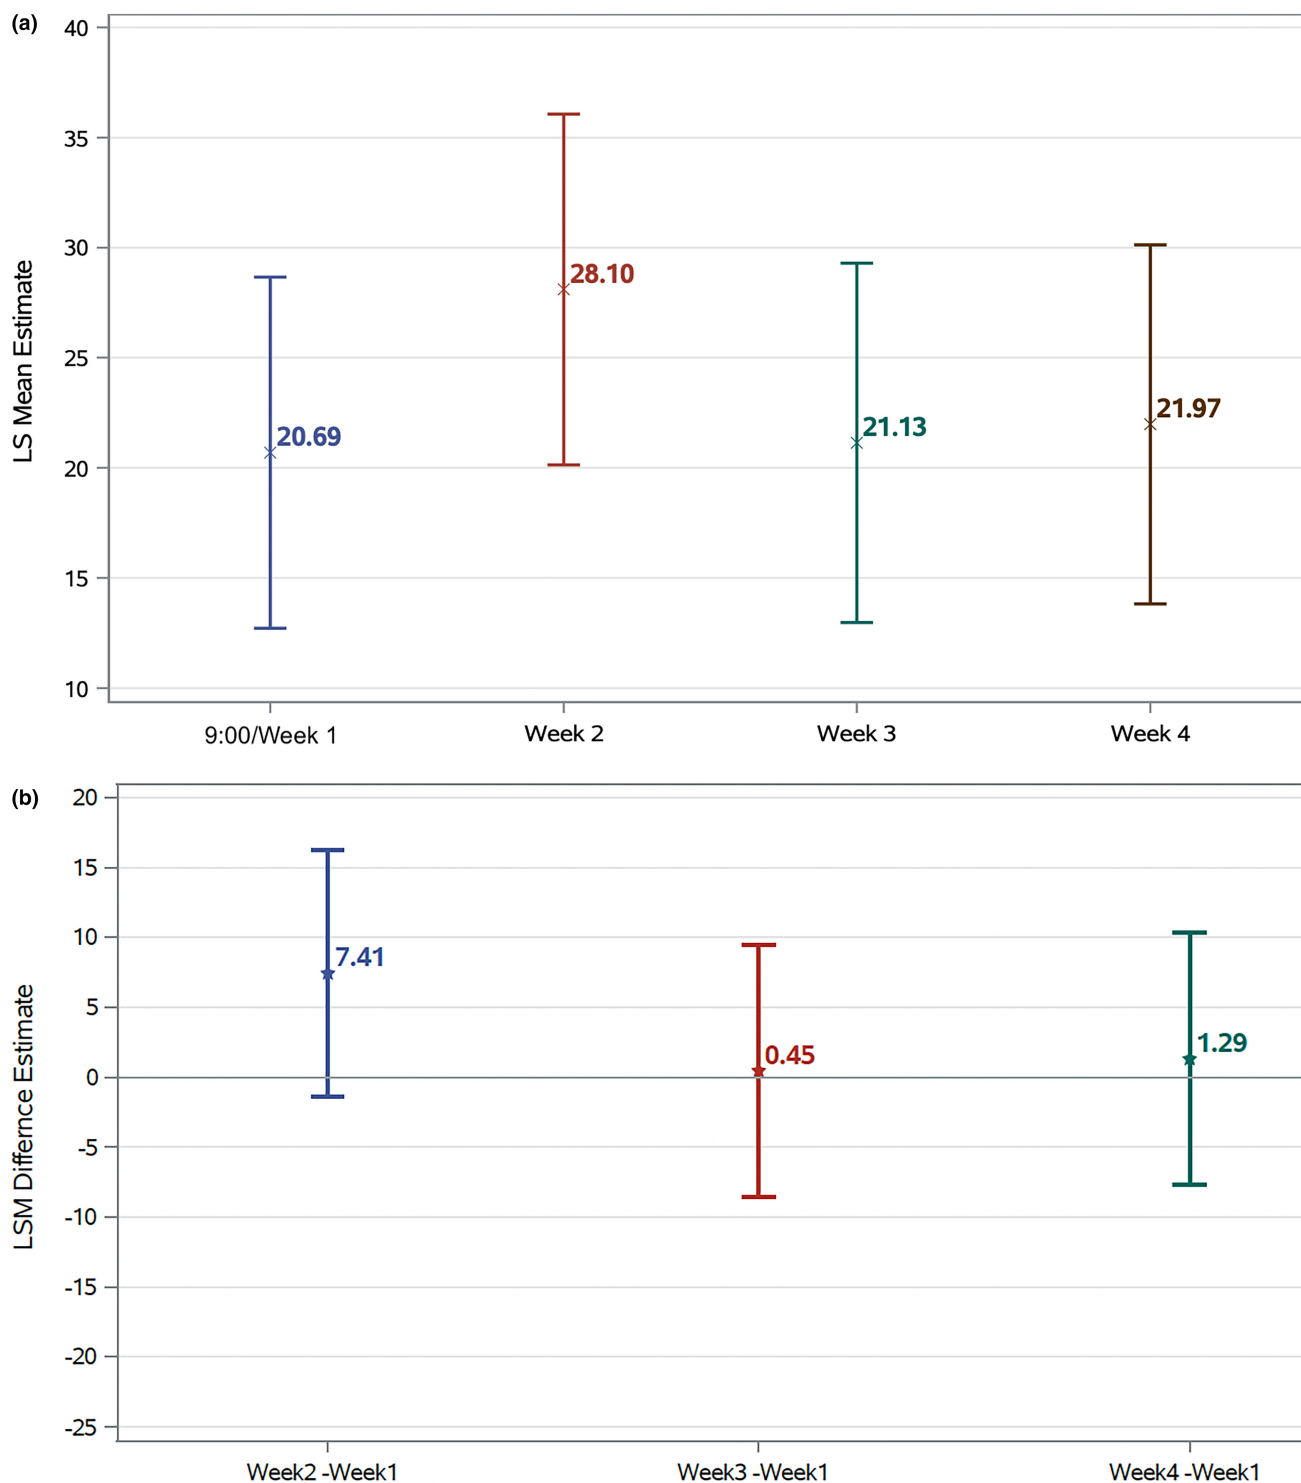 (a)
LS Mean Estimate
40
35
30
25
20
15
10
20.69
28.10
21.13
21.97
9:00/Week 1
Week 2
Week 3
Week 4
(b)
LSM Differnce Estimate
20
15
10
5
0
-5
-10
-15
-20
-25
7.41
0.45
1.29
Week2 -Week1
Week3 -Week1
Week4 -Week1